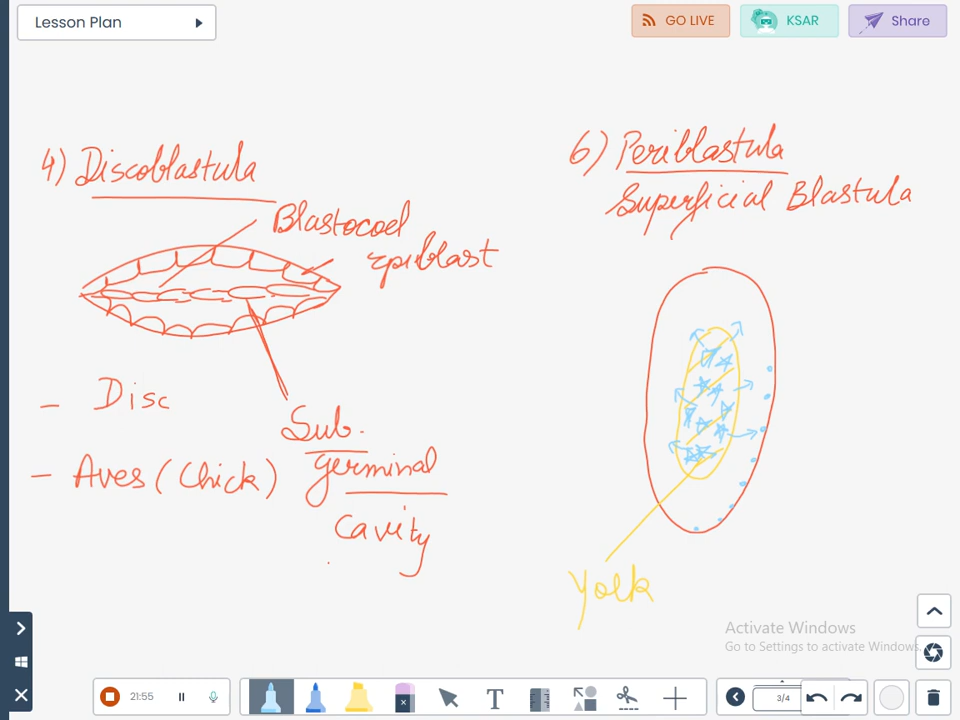 Lesson Plan
GO LIVE
KSAR
Share
4) Discoblastula
Blastocoel
epiblast
- Disc
- Aves (Chick)
Sub.
germinal
cavity
6) Periblastula
Superficial Blastula
Yolk
Activate Windows
Go to Settings to activate Windows.
21:55
T
3/4